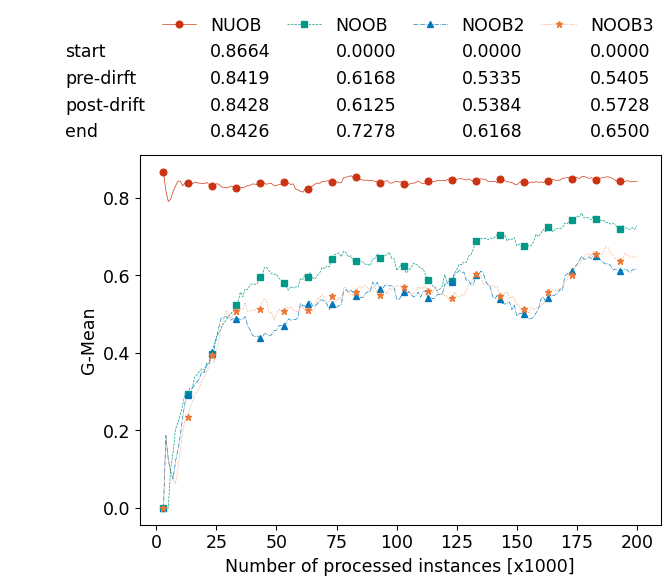 NUOB NOOB NOOB2 NOOB3
start 0.8664 0.0000 0.0000 0.0000
pre-dirft 0.8419 0.6168 0.5335 0.5405
post-drift 0.8428 0.6125 0.5384 0.5728
end 0.8426 0.7278 0.6168 0.6500
0.8
0.6
0.4
0.2
0.0
G-Mean
0 25 50 75 100 125 150 175 200
Number of processed instances [x1000]